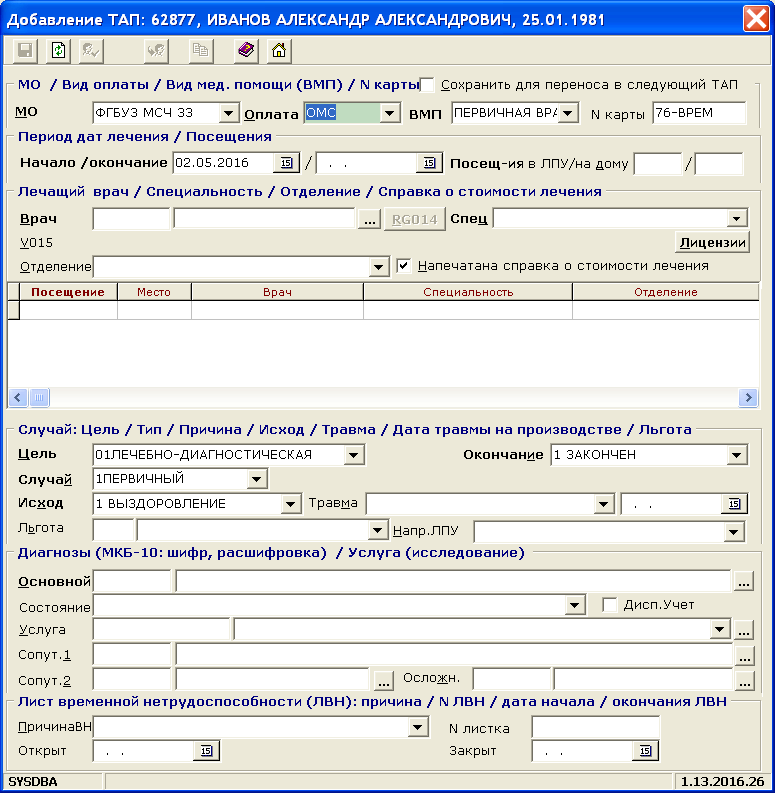 Добавление ТАП: 62877, ИВАНОВ АЛЕКСАНДР АЛЕКСАНДРОВИЧ, 25.01.1981
МО / Вид оплаты / Вид мед. помощи (ВМП) / N карты Сохранить для переноса в следующий ТАП
МО ФГБУЗ МСЧ 33 Оплата ОМС ВМП ПЕРВИЧНАЯ ВРА N карты 76-ВРЕМ
Период дат лечения / Посещения
Начало /окончание 02.05.2016 15 / . . 15 Посещ-ия в ЛПУ/на дому /
Лечащий врач / Специальность / Отделение / Справка о стоимости лечения
Врач ... RG014 Спец
V015 Лицензии
Отделение Напечатана справка о стоимости лечения
Посещение Место Врач Специальность Отделение
Случай: Цель / Тип / Причина / Исход / Травма / Дата травмы на производстве / Льгота
Цель 01ЛЕЧЕБНО-ДИАГНОСТИЧЕСКАЯ Окончание 1 ЗАКОНЧЕН
Случай 1ПЕРВИЧНЫЙ
Исход 1 ВЫЗДОРОВЛЕНИЕ Травма . . 15
Льгота Напр.ЛПУ
Диагнозы (МКБ-10: шифр, расшифровка) / Услуга (исследование)
Основной ...
Состояние Дисп.Учет
Услуга ...
Сопут.1 ...
Сопут.2 ... Осложн. ...
Лист временной нетрудоспособности (ЛВН): причина / N ЛВН / дата начала / окончания ЛВН
ПричинаВН N листка
Открыт . . 15 Закрыт . . 15
SYSDBA 1.13.2016.26